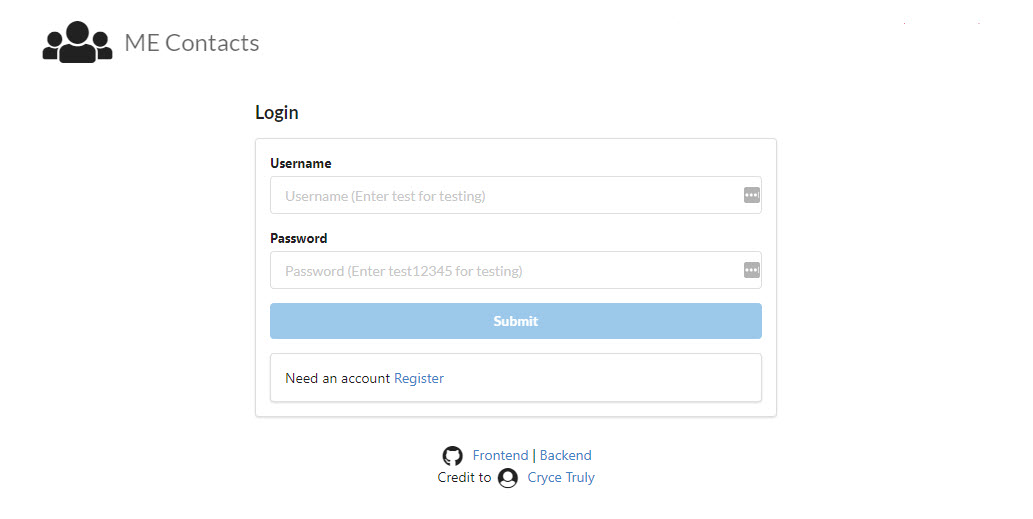 ME Contacts
Login
Username
Username (Enter test for testing)
Password
Password (Enter test12345 for testing)
Submit
Need an account Register
Frontend | Backend
Credit to Cryce Truly